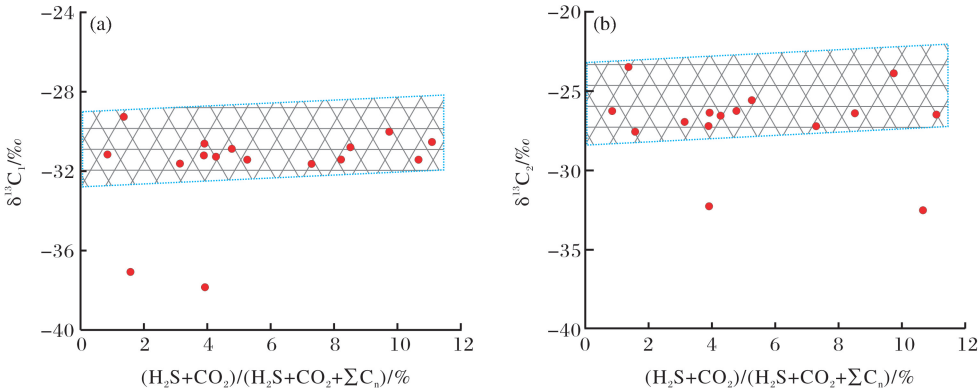 (a)
−24
−28
−32
−36
−40
0 2 4 6 8 10 12
δ¹³C₁/‰
(H₂S+CO₂)/(H₂S+CO₂+∑Cₙ)/%
(b)
−20
−25
−30
−35
−40
0 2 4 6 8 10 12
δ¹³C₂/‰
(H₂S+CO₂)/(H₂S+CO₂+∑Cₙ)/%